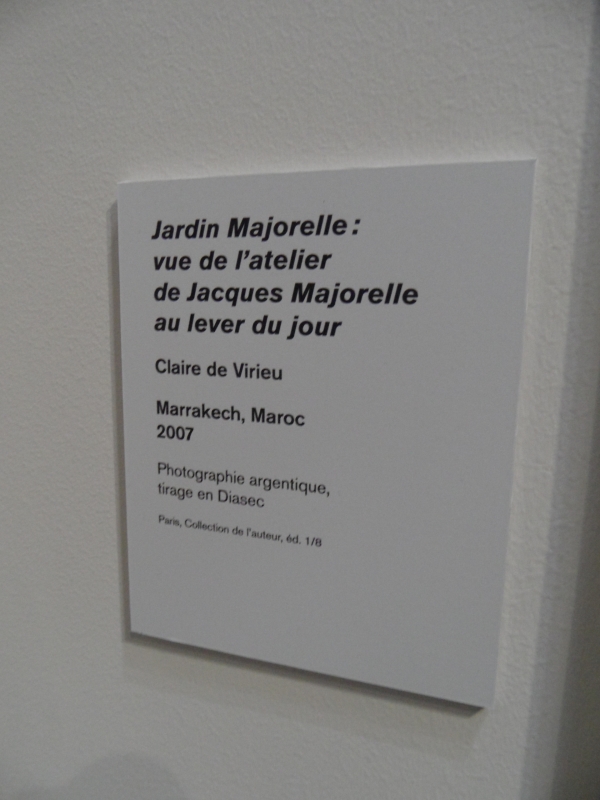 Jardin Majorelle :
vue de l'atelier
de Jacques Majorelle
au lever du jour
Claire de Virieu
Marrakech, Maroc
2007
Photographie argentique,
tirage en Diasec
Paris, Collection de l'auteur, éd. 1/8